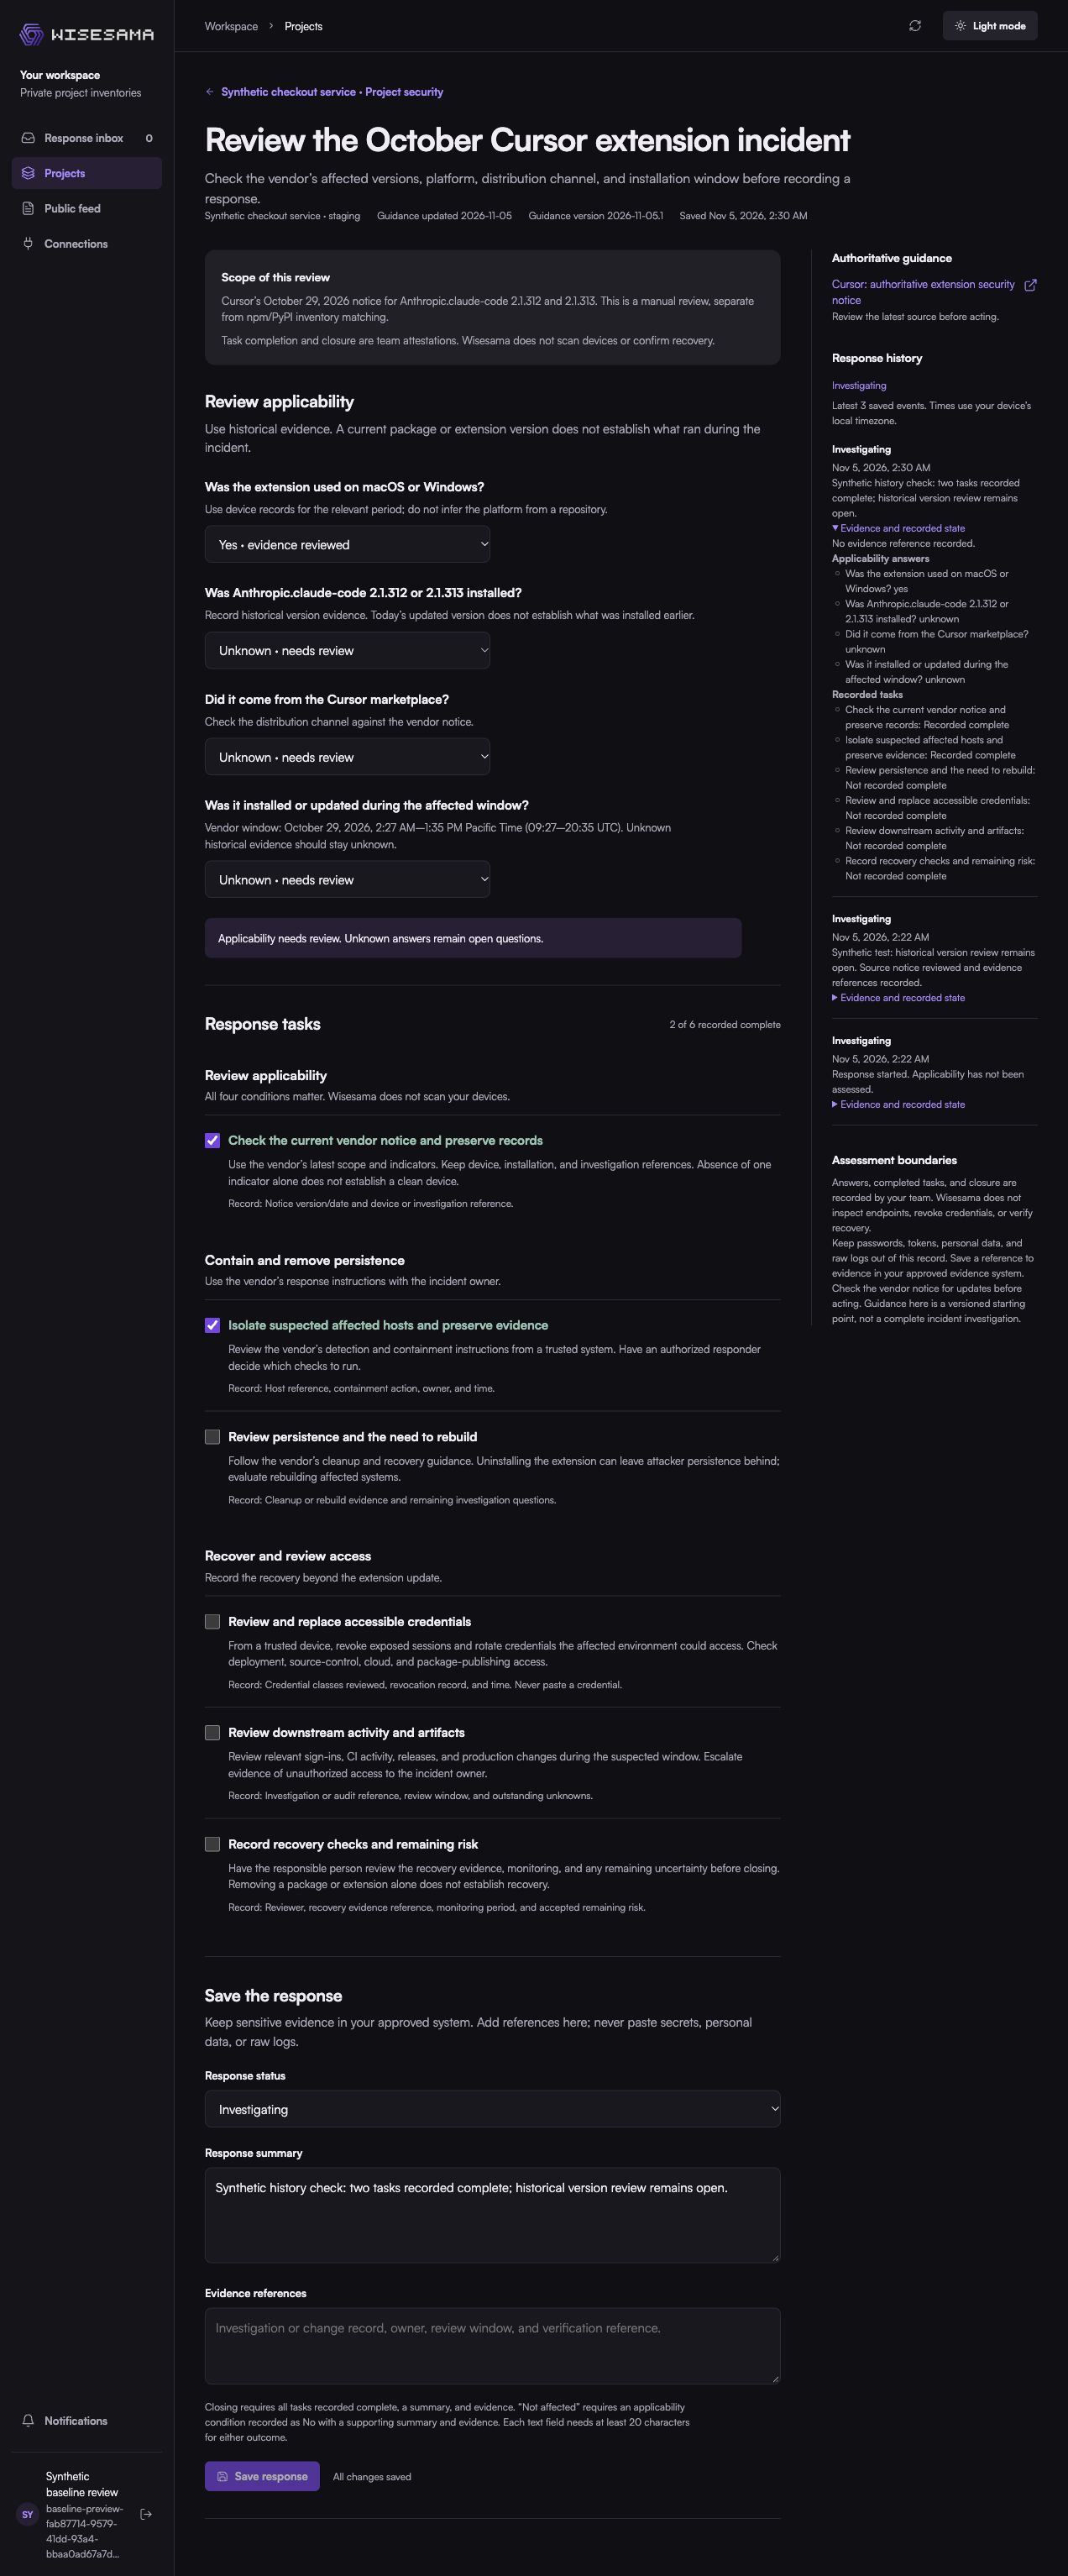 WISESAMA
Your workspace
Private project inventories
Response inbox 0
Projects
Public feed
Connections
Notifications
SY
Synthetic
baseline review
baseline-preview-
fab87714-9579-
41dd-93a4-
bbaa0ad67a7d...
Workspace > Projects
Light mode
← Synthetic checkout service · Project security
Review the October Cursor extension incident
Check the vendor’s affected versions, platform, distribution channel, and installation window before recording a
response.
Synthetic checkout service · staging Guidance updated 2026-11-05 Guidance version 2026-11-05.1 Saved Nov 5, 2026, 2:30 AM
Scope of this review
Cursor’s October 29, 2026 notice for Anthropic.claude-code 2.1.312 and 2.1.313. This is a manual review, separate
from npm/PyPI inventory matching.
Task completion and closure are team attestations. Wisesama does not scan devices or confirm recovery.
Review applicability
Use historical evidence. A current package or extension version does not establish what ran during the
incident.
Was the extension used on macOS or Windows?
Use device records for the relevant period; do not infer the platform from a repository.
Yes · evidence reviewed
Was Anthropic.claude-code 2.1.312 or 2.1.313 installed?
Record historical version evidence. Today’s updated version does not establish what was installed earlier.
Unknown · needs review
Did it come from the Cursor marketplace?
Check the distribution channel against the vendor notice.
Unknown · needs review
Was it installed or updated during the affected window?
Vendor window: October 29, 2026, 2:27 AM–1:35 PM Pacific Time (09:27–20:35 UTC). Unknown
historical evidence should stay unknown.
Unknown · needs review
Applicability needs review. Unknown answers remain open questions.
Response tasks
2 of 6 recorded complete
Review applicability
All four conditions matter. Wisesama does not scan your devices.
Check the current vendor notice and preserve records
Use the vendor’s latest scope and indicators. Keep device, installation, and investigation references. Absence of one
indicator alone does not establish a clean device.
Record: Notice version/date and device or investigation reference.
Contain and remove persistence
Use the vendor’s response instructions with the incident owner.
Isolate suspected affected hosts and preserve evidence
Review the vendor’s detection and containment instructions from a trusted system. Have an authorized responder
decide which checks to run.
Record: Host reference, containment action, owner, and time.
Review persistence and the need to rebuild
Follow the vendor’s cleanup and recovery guidance. Uninstalling the extension can leave attacker persistence behind;
evaluate rebuilding affected systems.
Record: Cleanup or rebuild evidence and remaining investigation questions.
Recover and review access
Record the recovery beyond the extension update.
Review and replace accessible credentials
From a trusted device, revoke exposed sessions and rotate credentials the affected environment could access. Check
deployment, source-control, cloud, and package-publishing access.
Record: Credential classes reviewed, revocation record, and time. Never paste a credential.
Review downstream activity and artifacts
Review relevant sign-ins, CI activity, releases, and production changes during the suspected window. Escalate
evidence of unauthorized access to the incident owner.
Record: Investigation or audit reference, review window, and outstanding unknowns.
Record recovery checks and remaining risk
Have the responsible person review the recovery evidence, monitoring, and any remaining uncertainty before closing.
Removing a package or extension alone does not establish recovery.
Record: Reviewer, recovery evidence reference, monitoring period, and accepted remaining risk.
Save the response
Keep sensitive evidence in your approved system. Add references here; never paste secrets, personal
data, or raw logs.
Response status
Investigating
Response summary
Synthetic history check: two tasks recorded complete; historical version review remains open.
Evidence references
Investigation or change record, owner, review window, and verification reference.
Closing requires all tasks recorded complete, a summary, and evidence. “Not affected” requires an applicability
condition recorded as No with a supporting summary and evidence. Each text field needs at least 20 characters
for either outcome.
Save response
All changes saved
Authoritative guidance
Cursor: authoritative extension security
notice
Review the latest source before acting.
Response history
Investigating
Latest 3 saved events. Times use your device’s
local timezone.
Investigating
Nov 5, 2026, 2:30 AM
Synthetic history check: two tasks recorded
complete; historical version review remains
open.
▼ Evidence and recorded state
No evidence reference recorded.
Applicability answers
Was the extension used on macOS or
Windows? yes
Was Anthropic.claude-code 2.1.312 or
2.1.313 installed? unknown
Did it come from the Cursor marketplace?
unknown
Was it installed or updated during the
affected window? unknown
Recorded tasks
Check the current vendor notice and
preserve records: Recorded complete
Isolate suspected affected hosts and
preserve evidence: Recorded complete
Review persistence and the need to rebuild:
Not recorded complete
Review and replace accessible credentials:
Not recorded complete
Review downstream activity and artifacts:
Not recorded complete
Record recovery checks and remaining risk:
Not recorded complete
Investigating
Nov 5, 2026, 2:22 AM
Synthetic test: historical version review remains
open. Source notice reviewed and evidence
references recorded.
▶ Evidence and recorded state
Investigating
Nov 5, 2026, 2:22 AM
Response started. Applicability has not been
assessed.
▶ Evidence and recorded state
Assessment boundaries
Answers, completed tasks, and closure are
recorded by your team. Wisesama does not
inspect endpoints, revoke credentials, or verify
recovery.
Keep passwords, tokens, personal data, and
raw logs out of this record. Save a reference to
evidence in your approved evidence system.
Check the vendor notice for updates before
acting. Guidance here is a versioned starting
point, not a complete incident investigation.